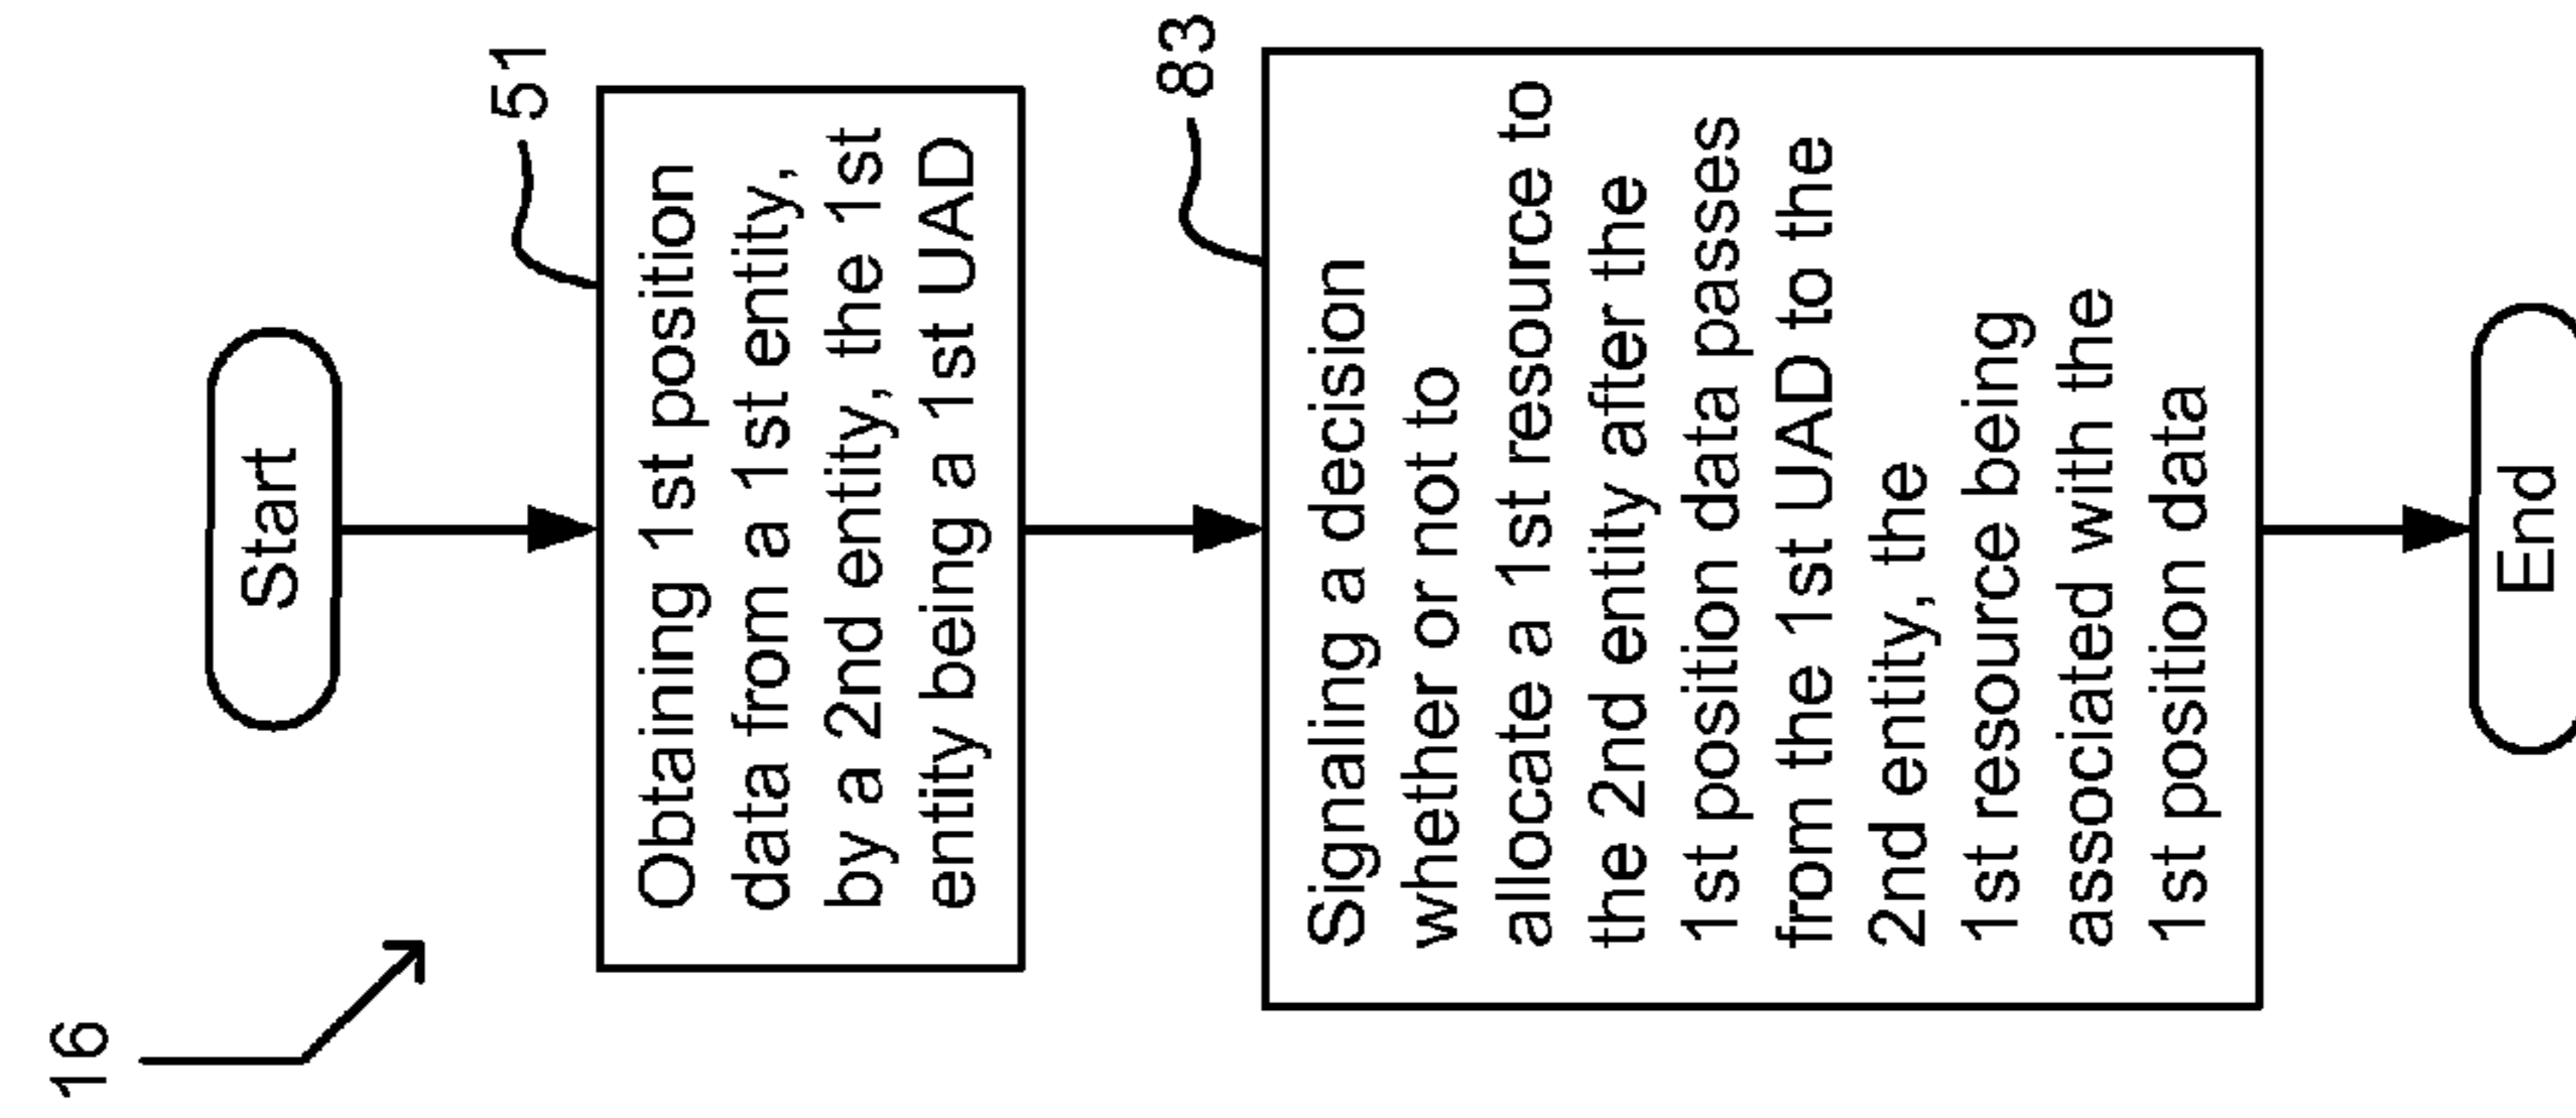 16
Start
51
Obtaining 1st position
data from a 1st entity,
by a 2nd entity, the 1st
entity being a 1st UAD
83
Signaling a decision
whether or not to
allocate a 1st resource to
the 2nd entity after the
1st position data passes
from the 1st UAD to the
2nd entity, the
1st resource being
associated with the
1st position data
End